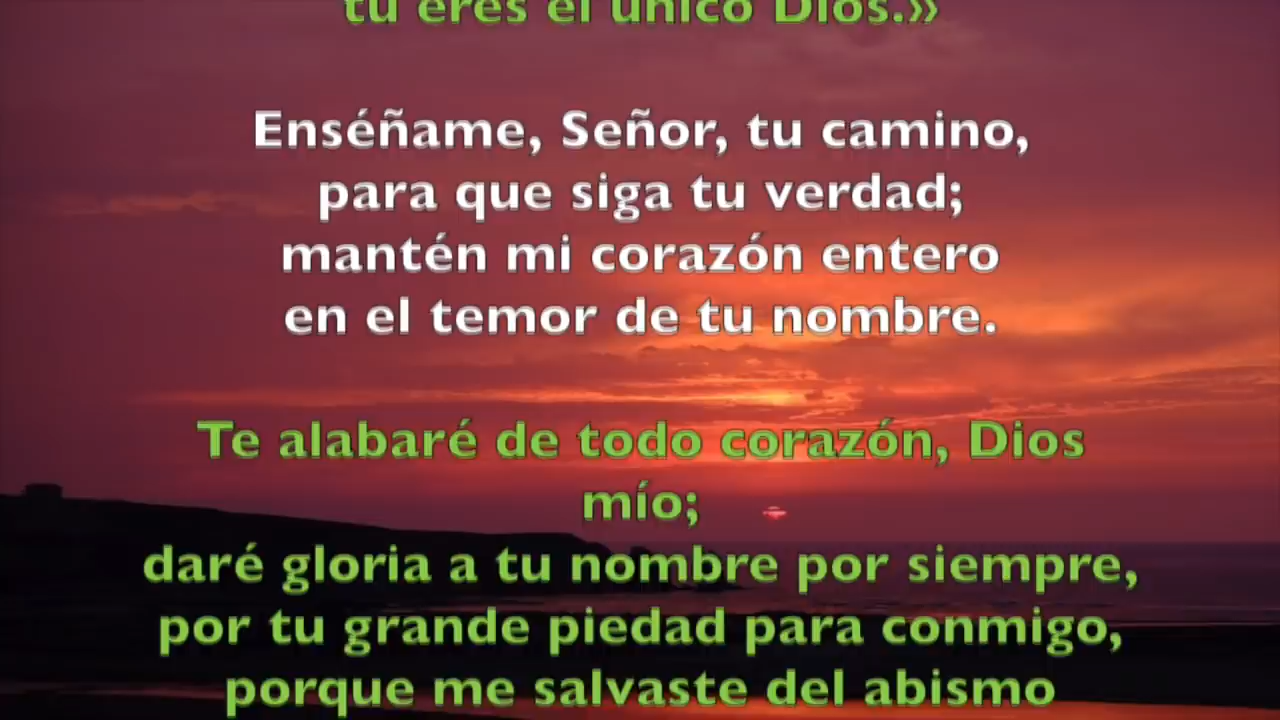 tú eres el único Dios.»
Enséñame, Señor, tu camino,
para que siga tu verdad;
mantén mi corazón entero
en el temor de tu nombre.
Te alabaré de todo corazón, Dios
mío;
daré gloria a tu nombre por siempre,
por tu grande piedad para conmigo,
porque me salvaste del abismo